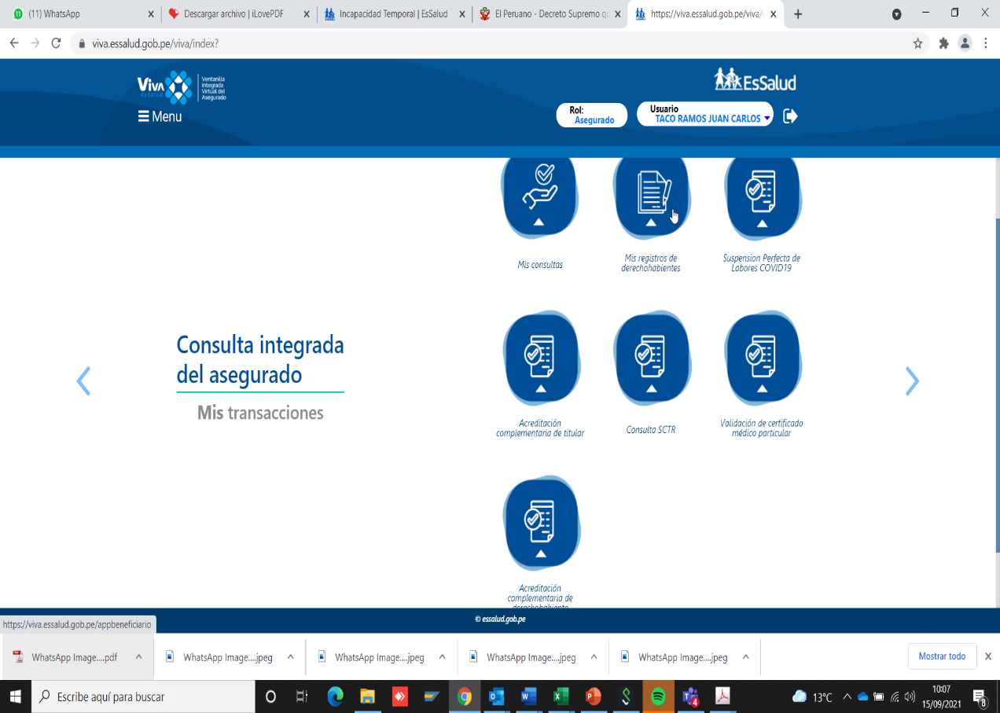 (11) WhatsApp
Descargar archivo | iLovePDF
Incapacidad Temporal | EsSalud
El Peruano - Decreto Supremo q
https://viva.essalud.gob.pe/viva/i
viva.essalud.gob.pe/viva/index?
Viva
EsSalud
Ventanilla
Integrada
Virtual del
Asegurado
Menu
EsSalud
Rol:
Asegurado
Usuario
TACO RAMOS JUAN CARLOS
Mis consultas
Mis registros de
derechohabientes
Suspension Perfecta de
Labores COVID19
Consulta integrada
del asegurado
Mis transacciones
Acreditación
complementaria de titular
Consulta SCTR
Validación de certificado
médico particular
Acreditación
complementaria de
derechohabiente
© essalud.gob.pe
https://viva.essalud.gob.pe/appbeneficiario
WhatsApp Image....pdf
WhatsApp Image....jpeg
WhatsApp Image....jpeg
WhatsApp Image....jpeg
WhatsApp Image....jpeg
Mostrar todo
Escribe aquí para buscar
4
13°C
10:07
15/09/2021
8